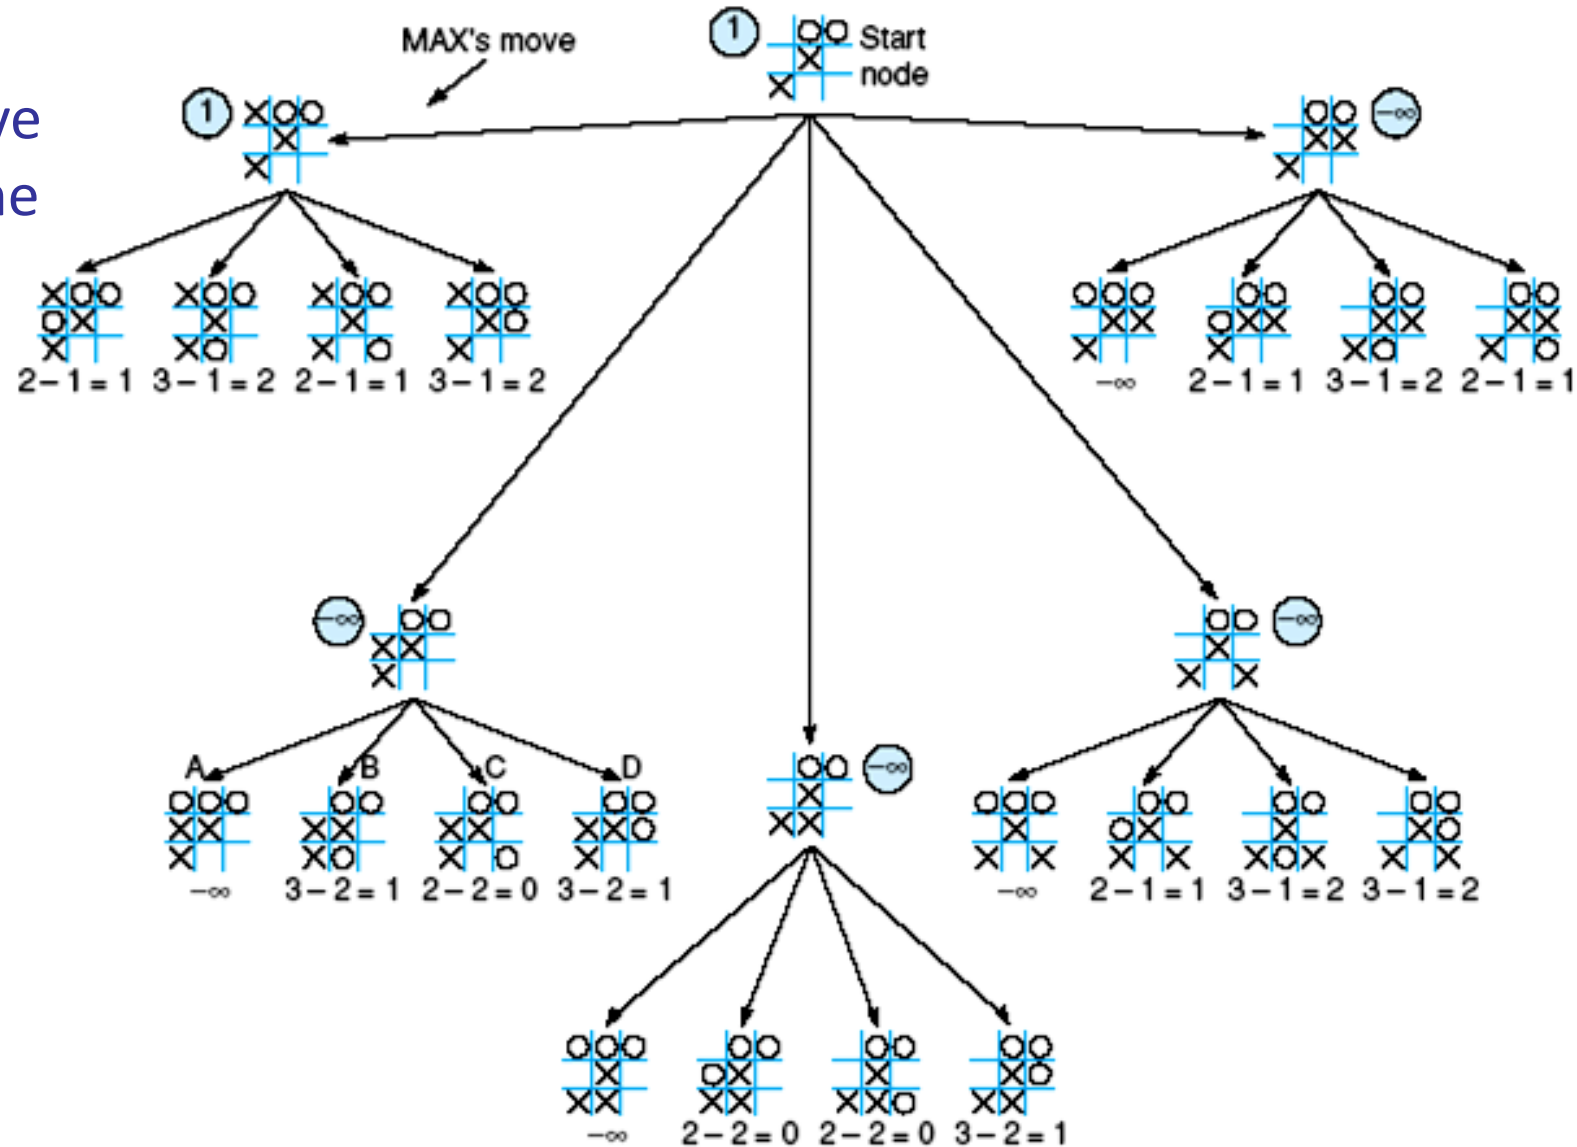 MAX's move
1
Start
node
ve
ne
1
−∞
2 − 1 = 1
3 − 1 = 2
2 − 1 = 1
3 − 1 = 2
−∞
2 − 1 = 1
3 − 1 = 2
2 − 1 = 1
−∞
−∞
−∞
A
B
C
D
−∞
3 − 2 = 1
2 − 2 = 0
3 − 2 = 1
−∞
2 − 1 = 1
3 − 1 = 2
3 − 1 = 2
−∞
2 − 2 = 0
2 − 2 = 0
3 − 2 = 1